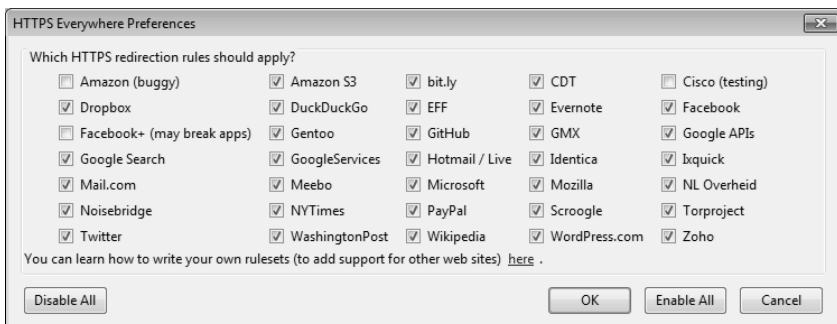 HTTPS Everywhere Preferences
Which HTTPS redirection rules should apply?
Amazon (buggy) Amazon S3 bit.ly CDT Cisco (testing)
Dropbox DuckDuckGo EFF Evernote Facebook
Facebook+ (may break apps) Gentoo GitHub GMX Google APIs
Google Search GoogleServices Hotmail / Live Identica Ixquick
Mail.com Meebo Microsoft Mozilla NL Overheid
Noisebridge NYTimes PayPal Scroogle Torproject
Twitter WashingtonPost Wikipedia WordPress.com Zoho
You can learn how to write your own rulesets (to add support for other web sites) here .
Disable All OK Enable All Cancel